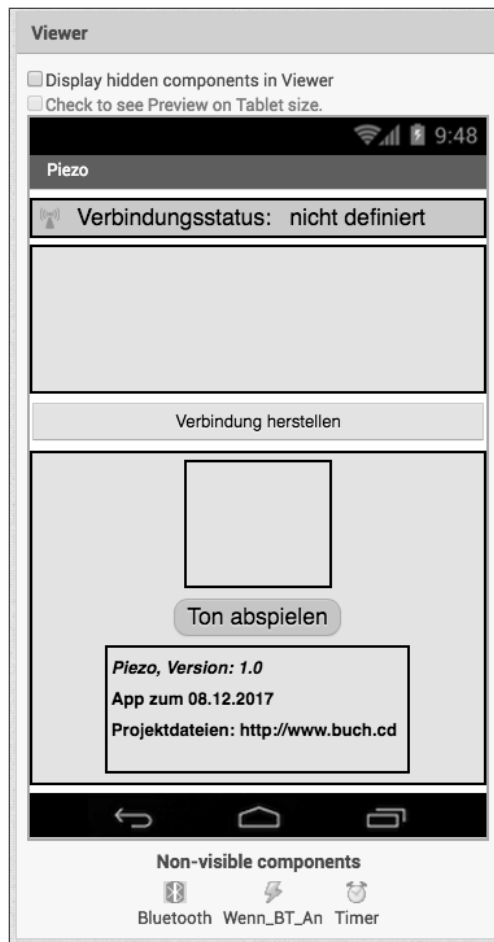 Viewer
Display hidden components in Viewer
Check to see Preview on Tablet size.
9:48
Piezo
Verbindungsstatus: nicht definiert
Verbindung herstellen
Ton abspielen
Piezo, Version: 1.0
App zum 08.12.2017
Projektdateien: http://www.buch.cd
Non-visible components
Bluetooth Wenn_BT_An Timer